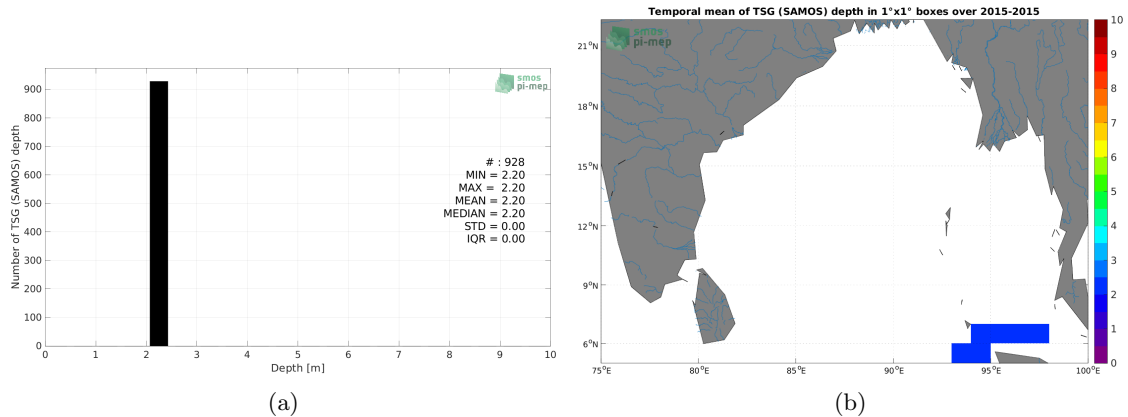 smos
pi-mep
Number of TSG (SAMOS) depth
900
800
700
600
500
400
300
200
100
0
# : 928
MIN = 2.20
MAX = 2.20
MEAN = 2.20
MEDIAN = 2.20
STD = 0.00
IQR = 0.00
0 1 2 3 4 5 6 7 8 9 10
Depth [m]
(a)
Temporal mean of TSG (SAMOS) depth in 1°x1° boxes over 2015-2015
smos
pi-mep
21°N
18°N
15°N
12°N
9°N
6°N
75°E 80°E 85°E 90°E 95°E 100°E
10
9
8
7
6
5
4
3
2
1
0
(b)